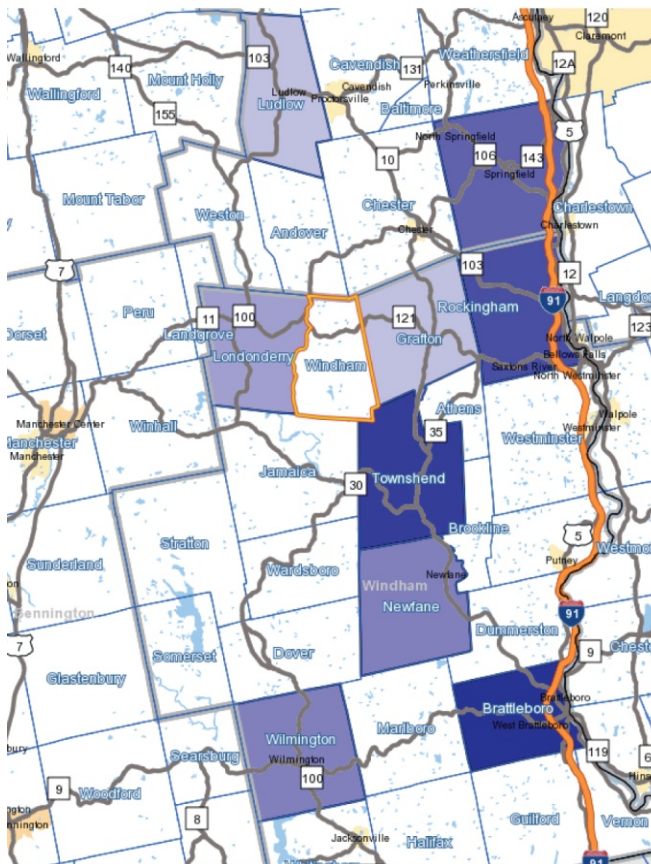 Ascutney
120
Claremont
103
Wallingford
Cavendish
Weathersfield
12A
140
Mount Holly
131
Ludlow
Cavendish
Perkinsville
Wallingford
Ludlow
Proctorsville
Baltimore
155
5
North Springfield
10
106
143
Springfield
Mount Tabor
Chester
Weston
Charlestown
Andover
Chester
Charlestown
7
103
12
Peru
91
Rockingham
11
100
121
123
Dorset
Landgrove
Grafton
North Walpole
Londonderry
Windham
Bellows Falls
Saxtons River
North Westminster
Athens
Manchester Center
Winhall
35
Walpole
Manchester
Westminster
Westminster
Manchester
Jamaica
30
Townshend
Stratton
Brockline
5
Sunderland
Wardsboro
Putney
Newfane
Windham
Newfane
91
Bennington
Dummerston
7
Somerset
Dover
9
Glastenbury
Brattleboro
Brattleboro
Wilmington
Marlboro
West Brattleboro
Searsburg
Wilmington
119
100
9
Woodford
8
Guilford
Vernon
Jacksonville
Halifax
91